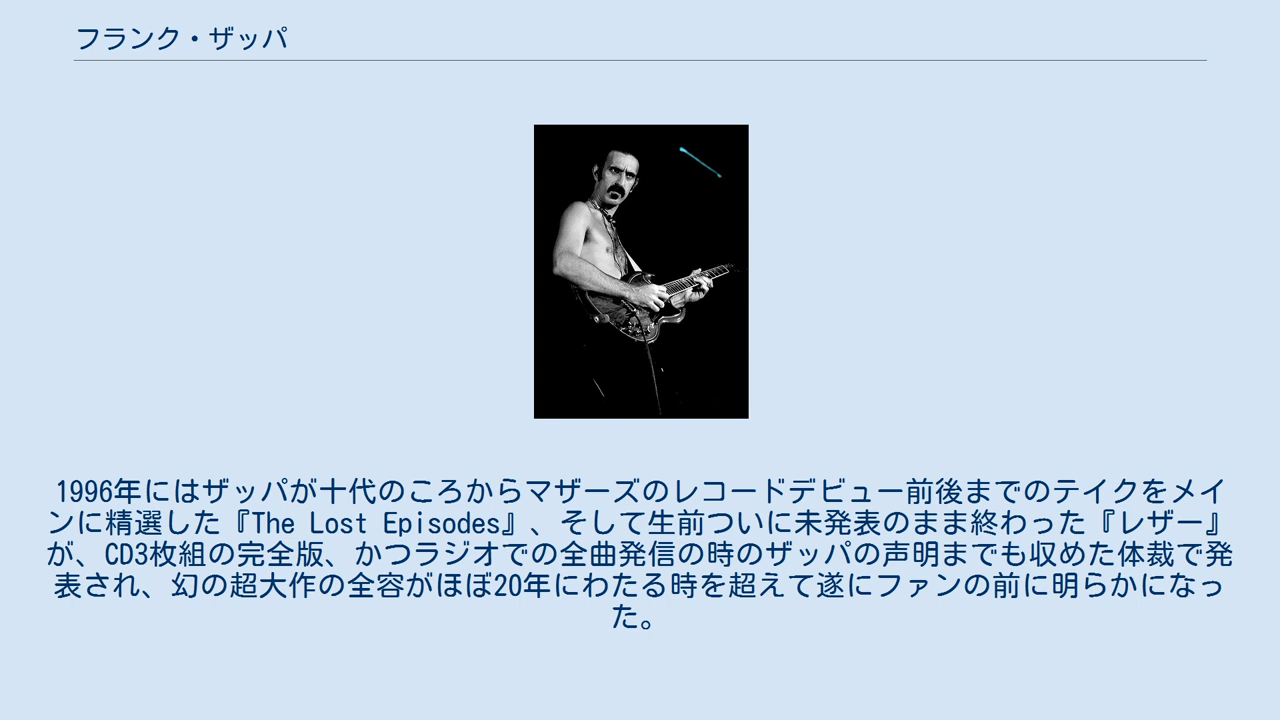 フランク・ザッパ
1996年にはザッパが十代のころからマザーズのレコードデビュー前後までのテイクをメイ
ンに精選した『The Lost Episodes』、そして生前ついに未発表のまま終わった『レザー』
が、CD3枚組の完全版、かつラジオでの全曲発信の時のザッパの声明までも収めた体裁で発
表され、幻の超大作の全容がほぼ20年にわたる時を超えて遂にファンの前に明らかになっ
た。